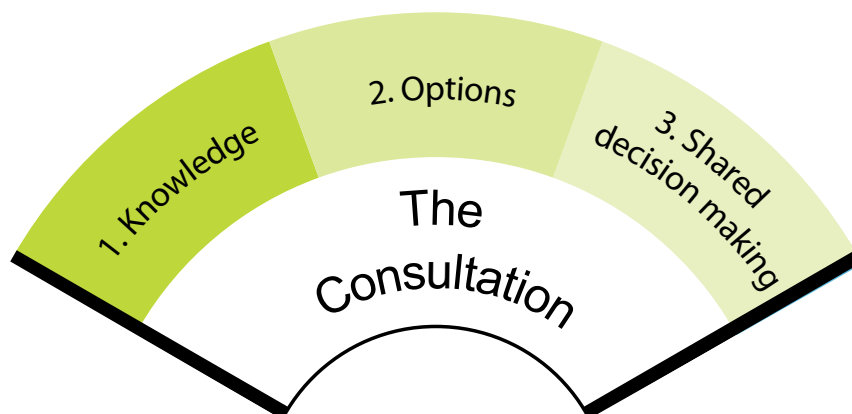 1. Knowledge
2. Options
3. Shared
decision making
The
Consultation